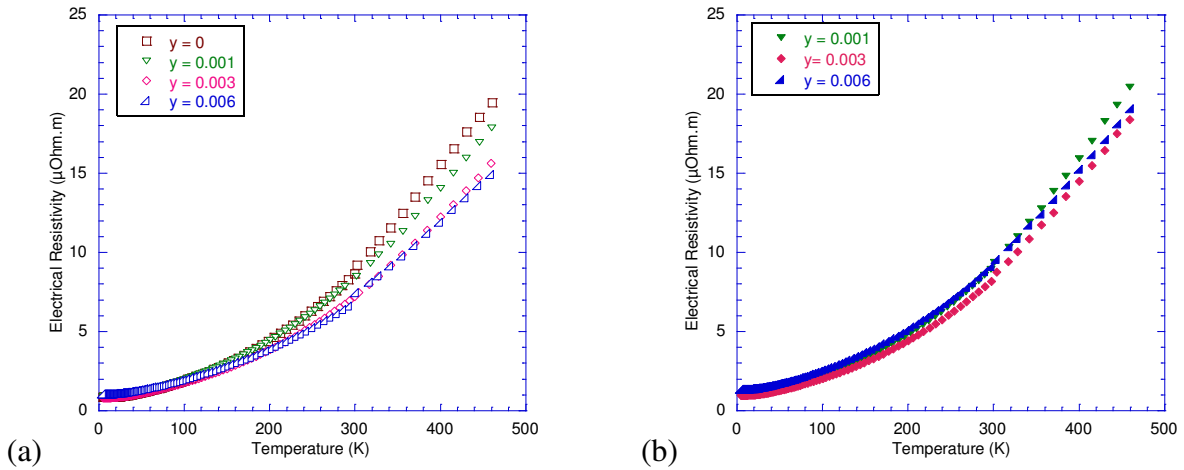 25
20
15
10
5
0
Electrical Resistivity (µOhm.m)
y = 0
y = 0.001
y = 0.003
y = 0.006
0 100 200 300 400 500
Temperature (K)
(a)
25
20
15
10
5
0
Electrical Resistivity (µOhm.m)
y = 0.001
y= 0.003
y = 0.006
0 100 200 300 400 500
Temperature (K)
(b)